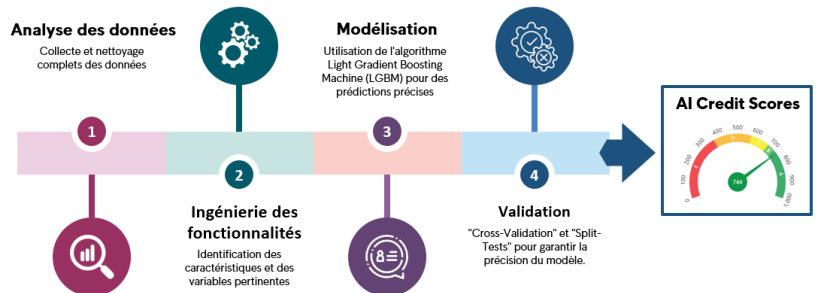 Analyse des données
Collecte et nettoyage
complets des données
1
2
Ingénierie des
fonctionnalités
Identification des
caractéristiques et des
variables pertinentes
Modélisation
Utilisation de l'algorithme
Light Gradient Boosting
Machine (LGBM) pour des
prédictions précises
3
4
Validation
"Cross-Validation" et "Split-
Tests" pour garantir la
précision du modèle.
AI Credit Scores
0
100
200
300
400
500
600
700
800
900
1.000
D
B
A
744